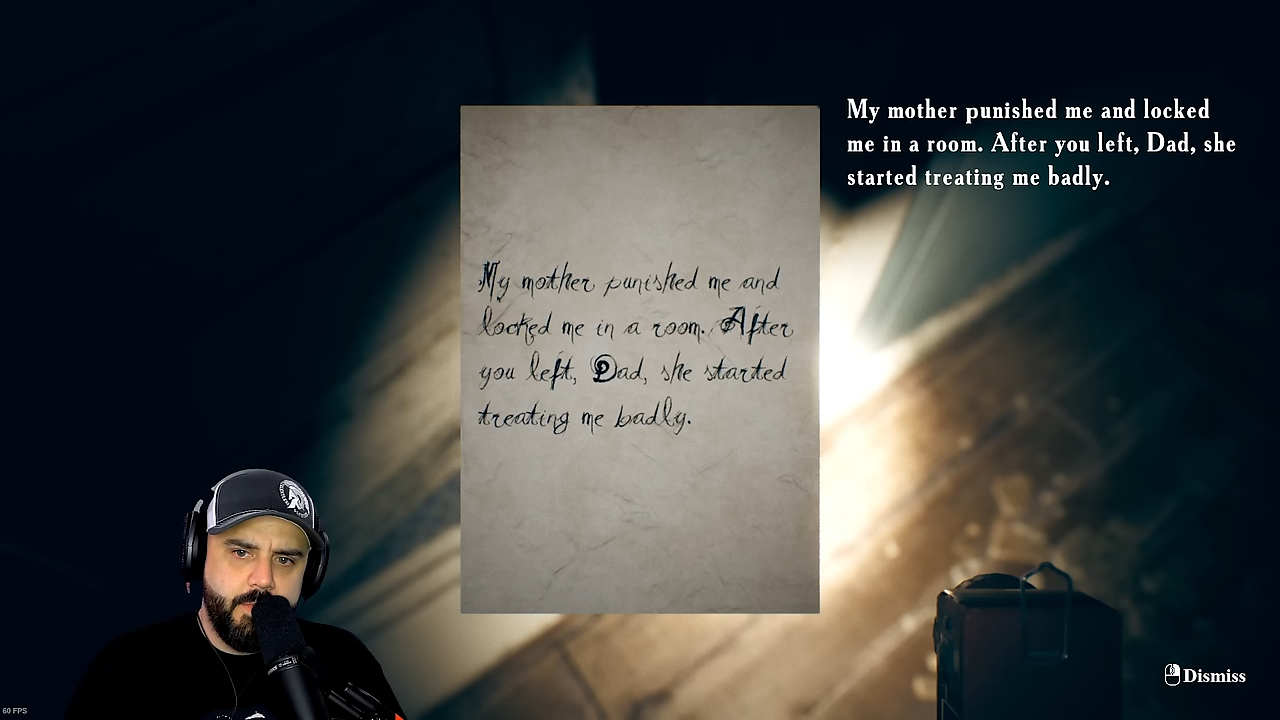 My mother punished me and locked
me in a room. After you left, Dad, she
started treating me badly.
My mother punished me and
locked me in a room. After
you left, Dad, she started
treating me badly.
Dismiss
60 FPS